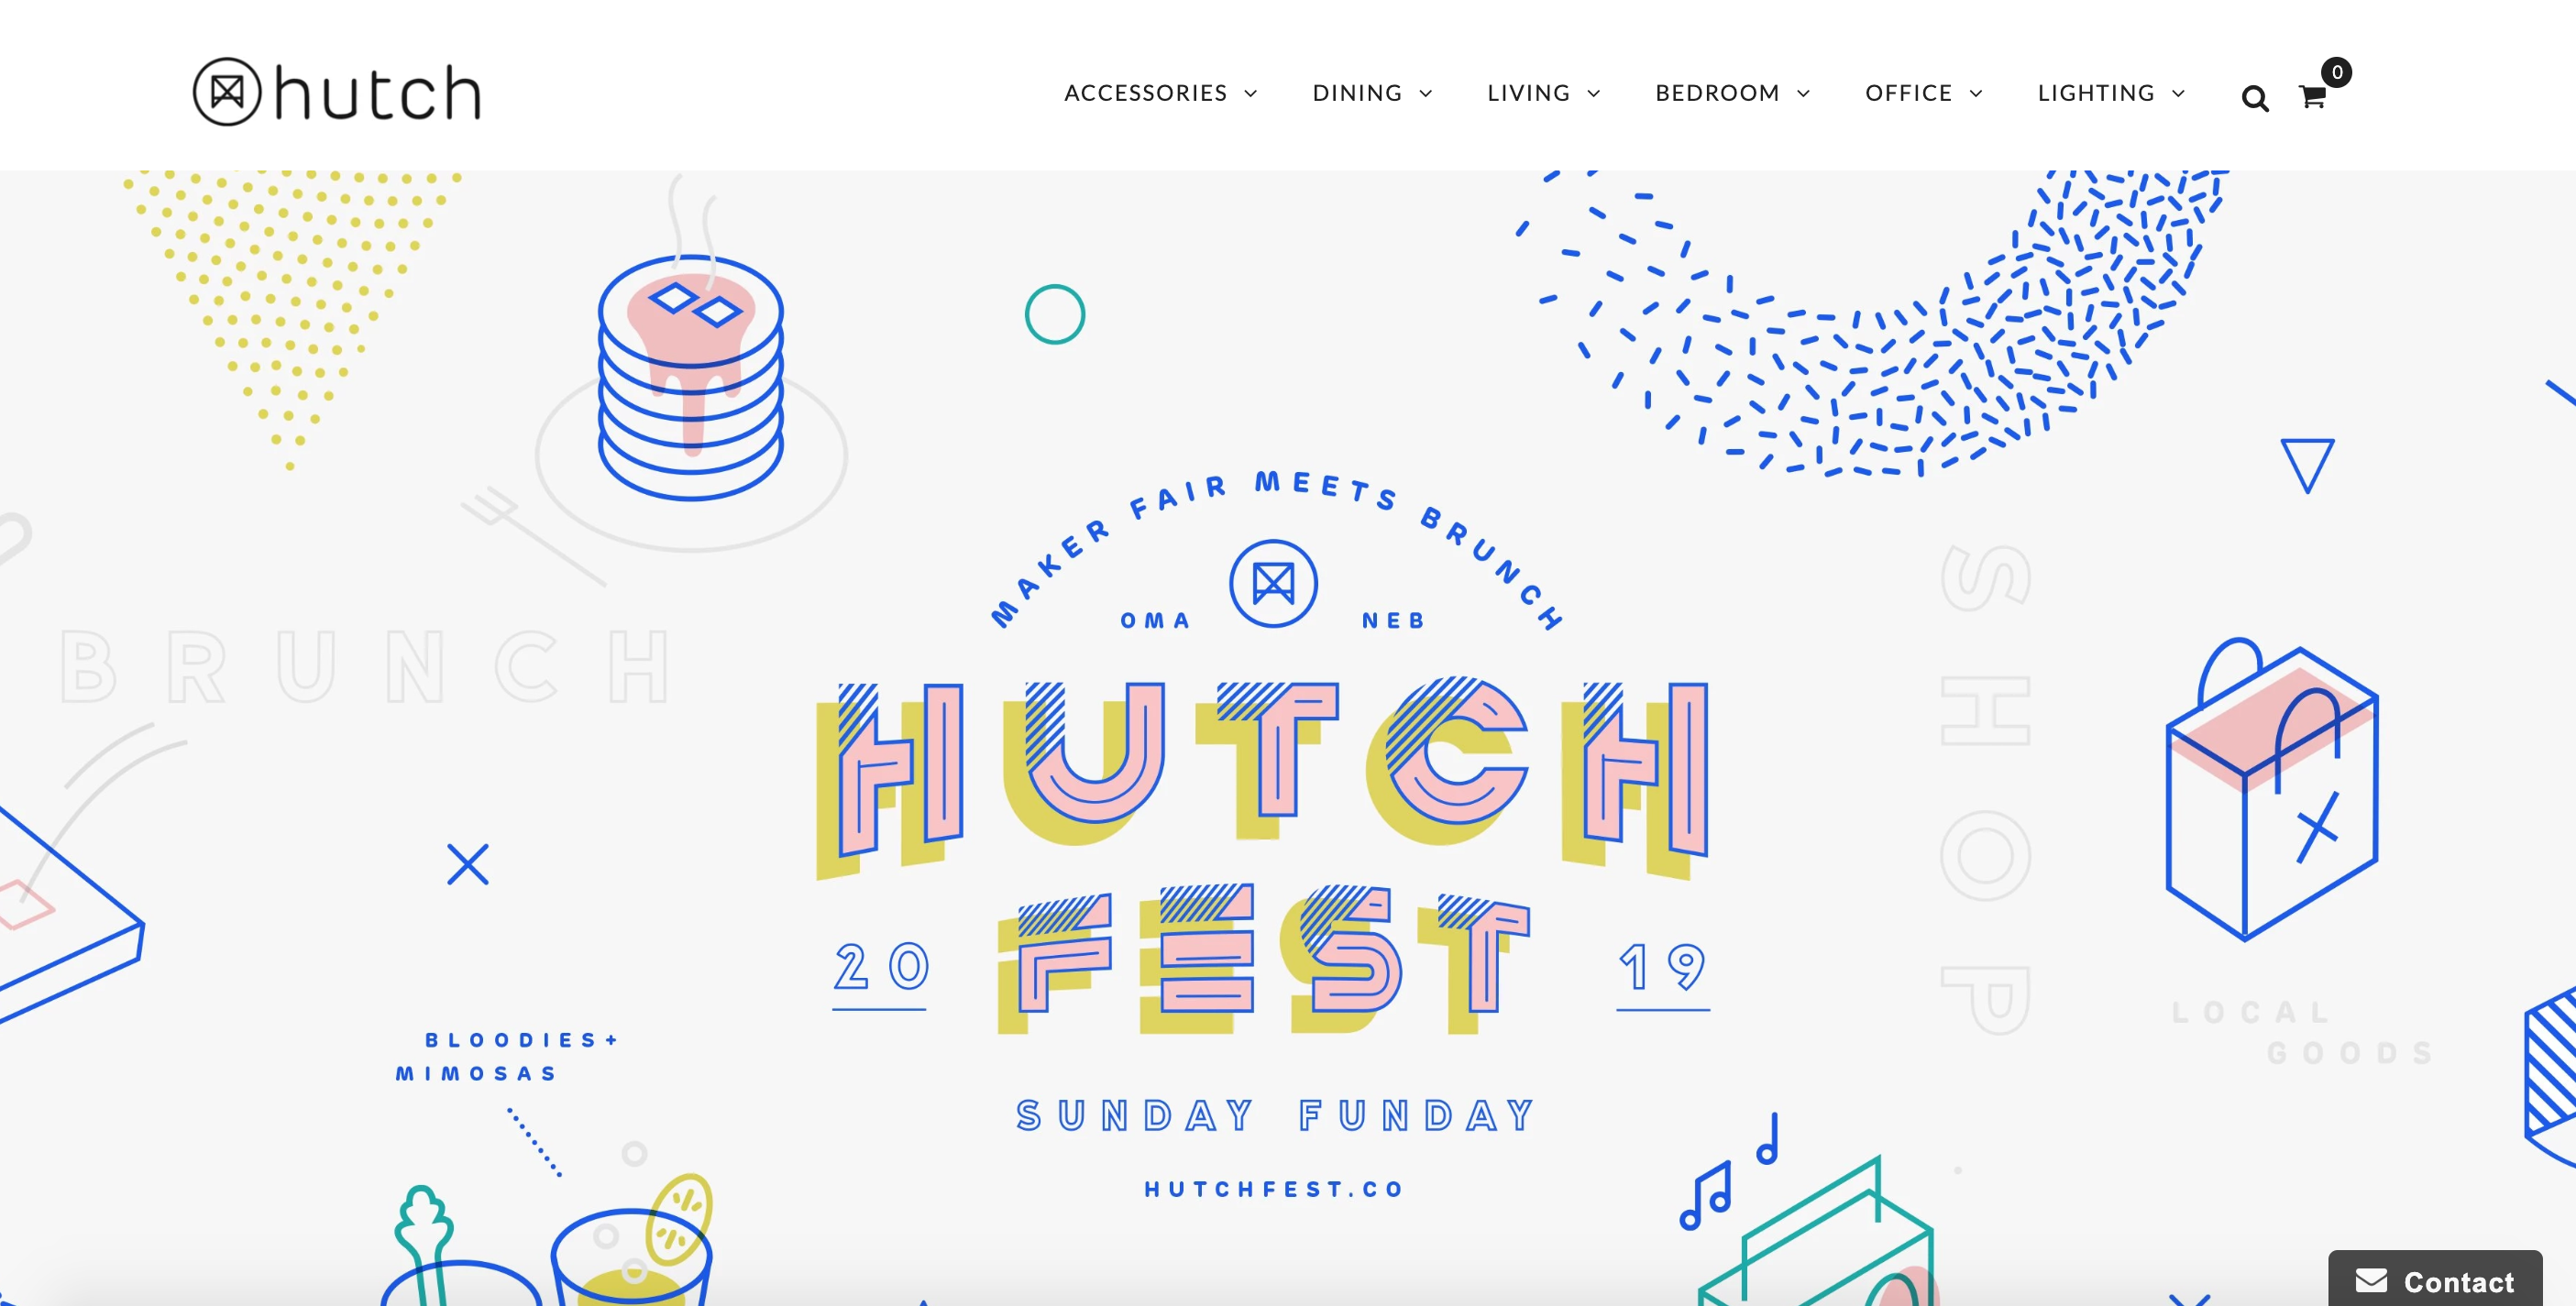 hutch
ACCESSORIES DINING LIVING BEDROOM OFFICE LIGHTING
0
MAKER FAIR MEETS BRUNCH
OMA NEB
BRUNCH
SHOP
HUTCH
20 FEST 19
LOCAL
GOODS
BLOODIES+
MIMOSAS
SUNDAY FUNDAY
HUTCHFEST.CO
Contact